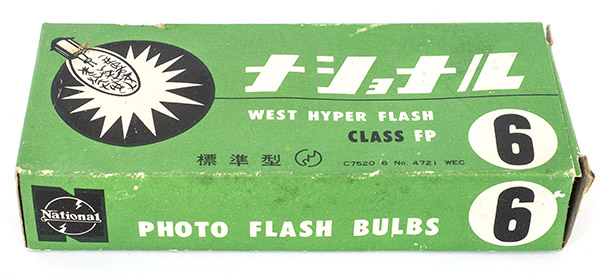 ナショナル
WEST HYPER FLASH
CLASS FP
6
標準型
C7520 6 No. 4721 WEC
National
PHOTO FLASH BULBS
6